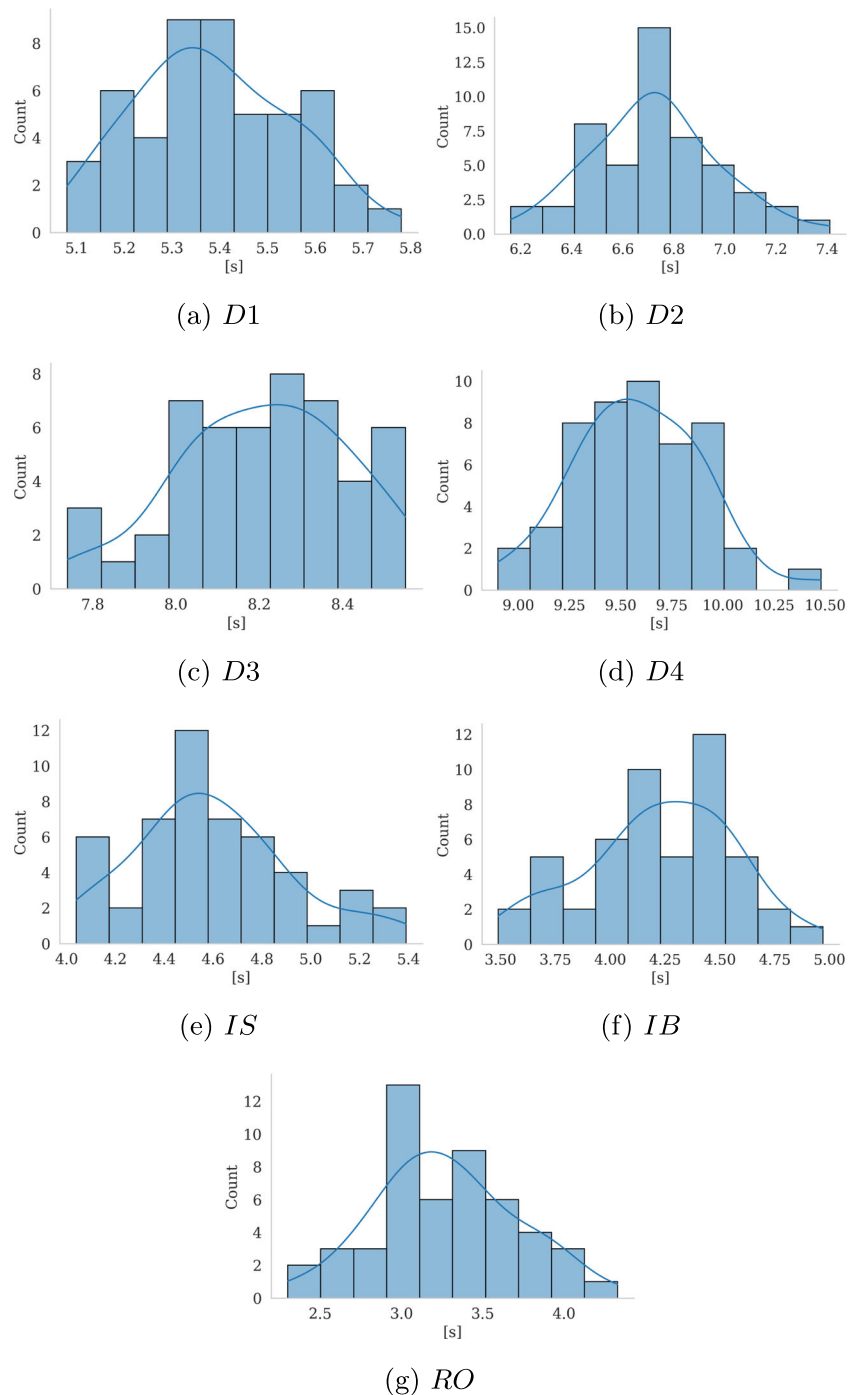 8
6
4
2
0
Count
5.1 5.2 5.3 5.4 5.5 5.6 5.7 5.8
[s]
(a) D1
15.0
12.5
10.0
7.5
5.0
2.5
0.0
Count
6.2 6.4 6.6 6.8 7.0 7.2 7.4
[s]
(b) D2
8
6
4
2
0
Count
7.8 8.0 8.2 8.4
[s]
(c) D3
10
8
6
4
2
0
Count
9.00 9.25 9.50 9.75 10.00 10.25 10.50
[s]
(d) D4
12
10
8
6
4
2
0
Count
4.0 4.2 4.4 4.6 4.8 5.0 5.2 5.4
[s]
(e) IS
12
10
8
6
4
2
0
Count
3.50 3.75 4.00 4.25 4.50 4.75 5.00
[s]
(f) IB
12
10
8
6
4
2
0
Count
2.5 3.0 3.5 4.0
[s]
(g) RO